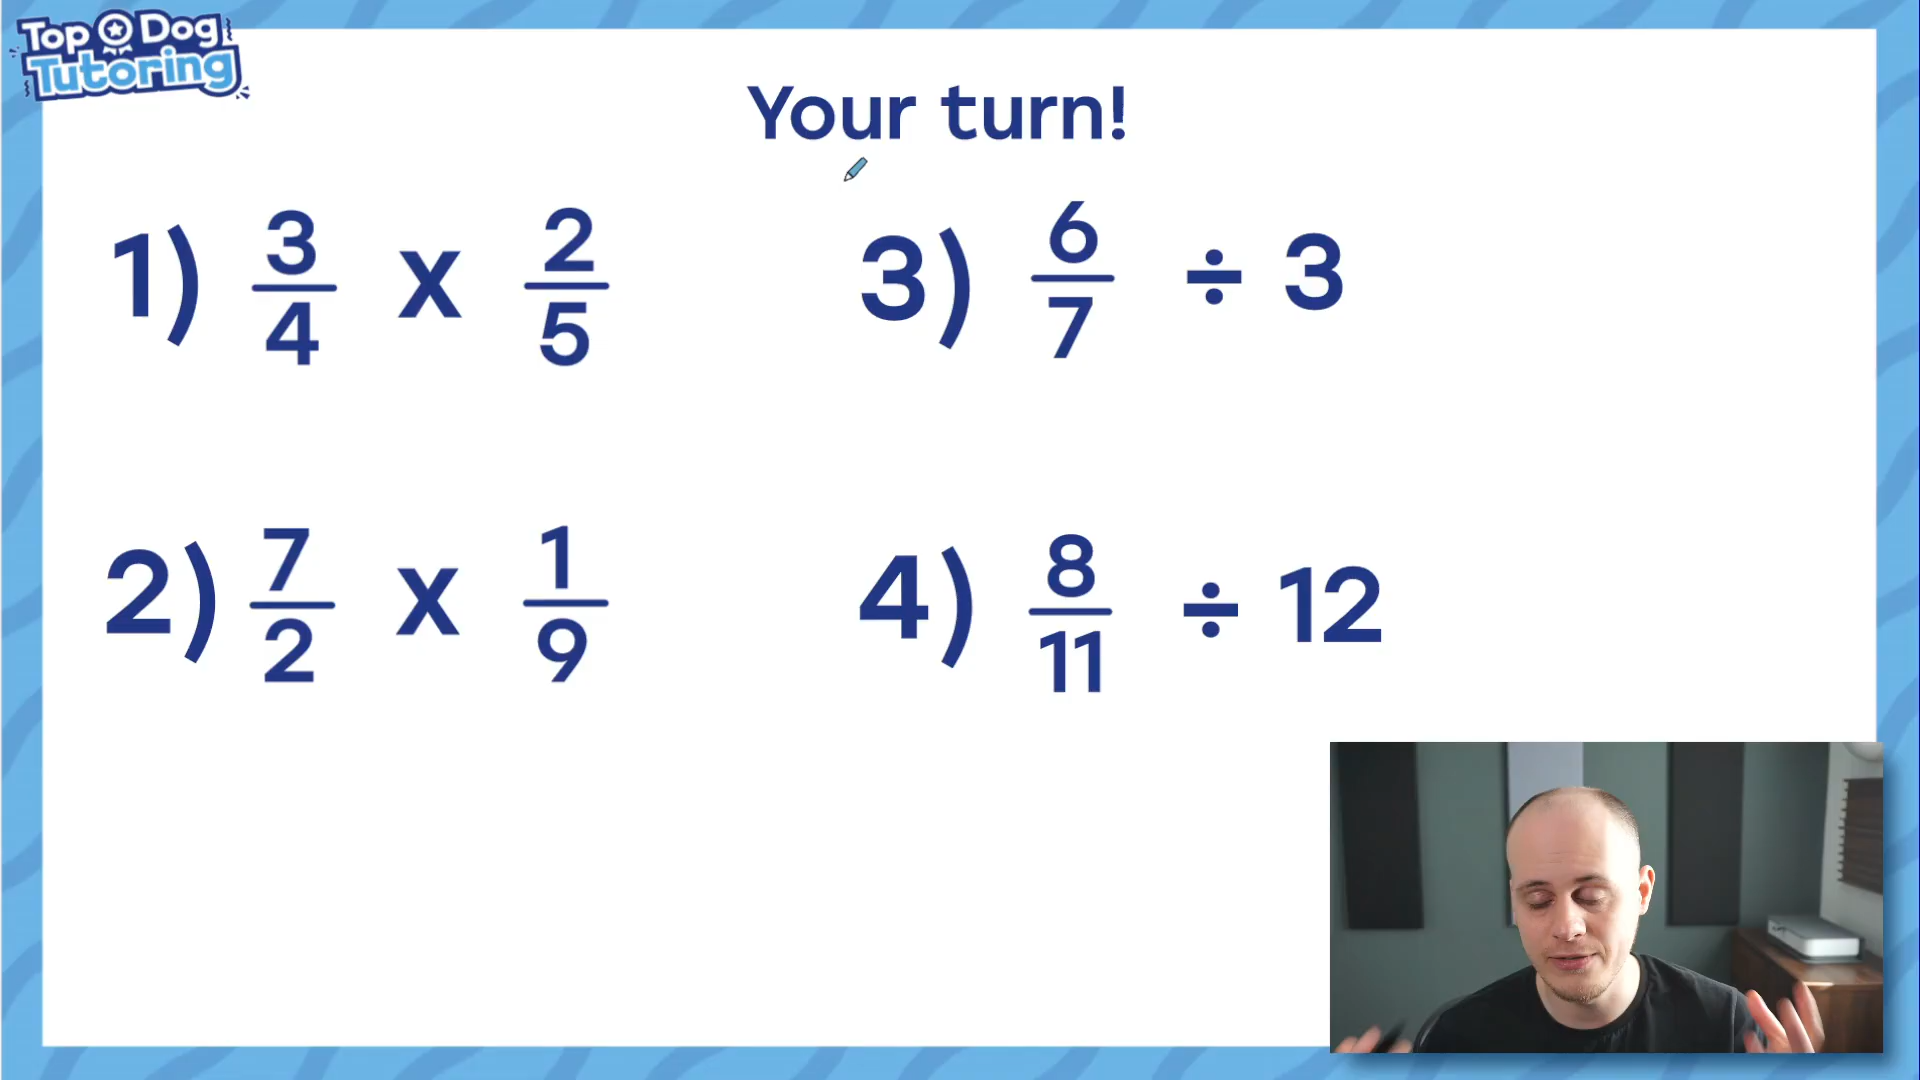 Top Dog
Tutoring
Your turn!
1) 3/4 x 2/5
3) 6/7 ÷ 3
2) 7/2 x 1/9
4) 8/11 ÷ 12